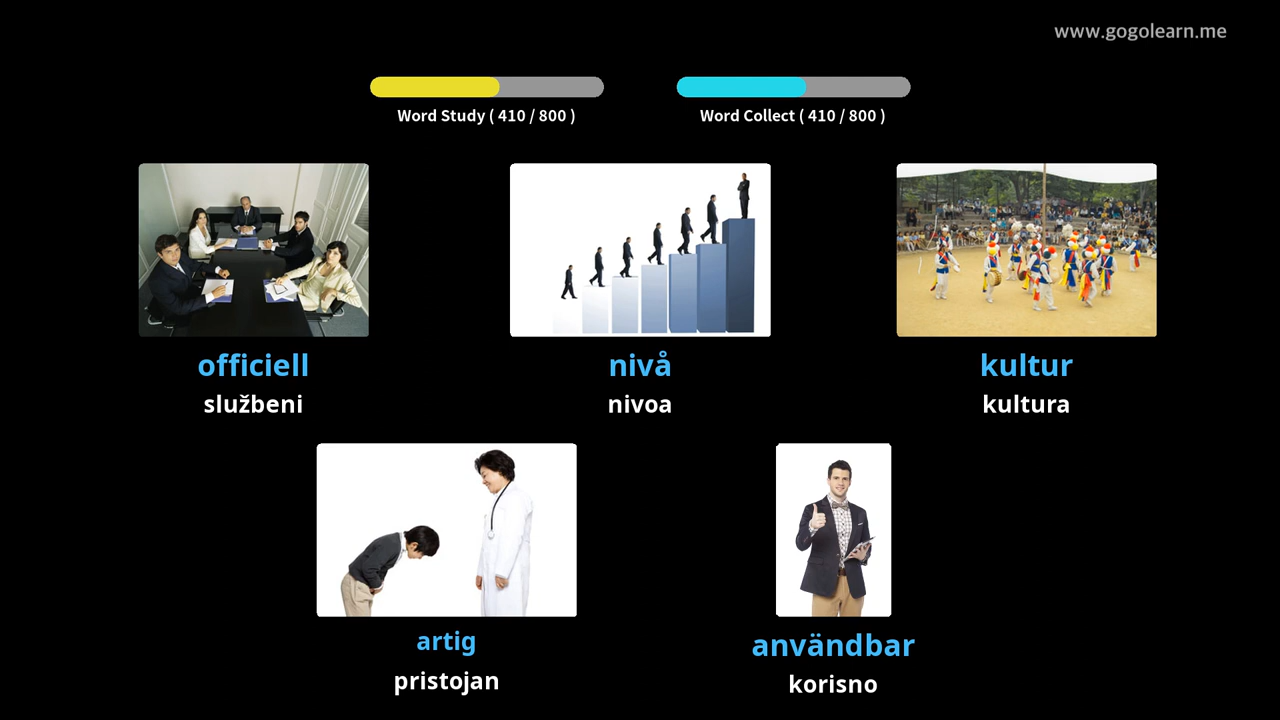 www.gogolearn.me
Word Study ( 410 / 800 )
Word Collect ( 410 / 800 )
officiell
službeni
nivå
nivoa
kultur
kultura
artig
pristojan
användbar
korisno